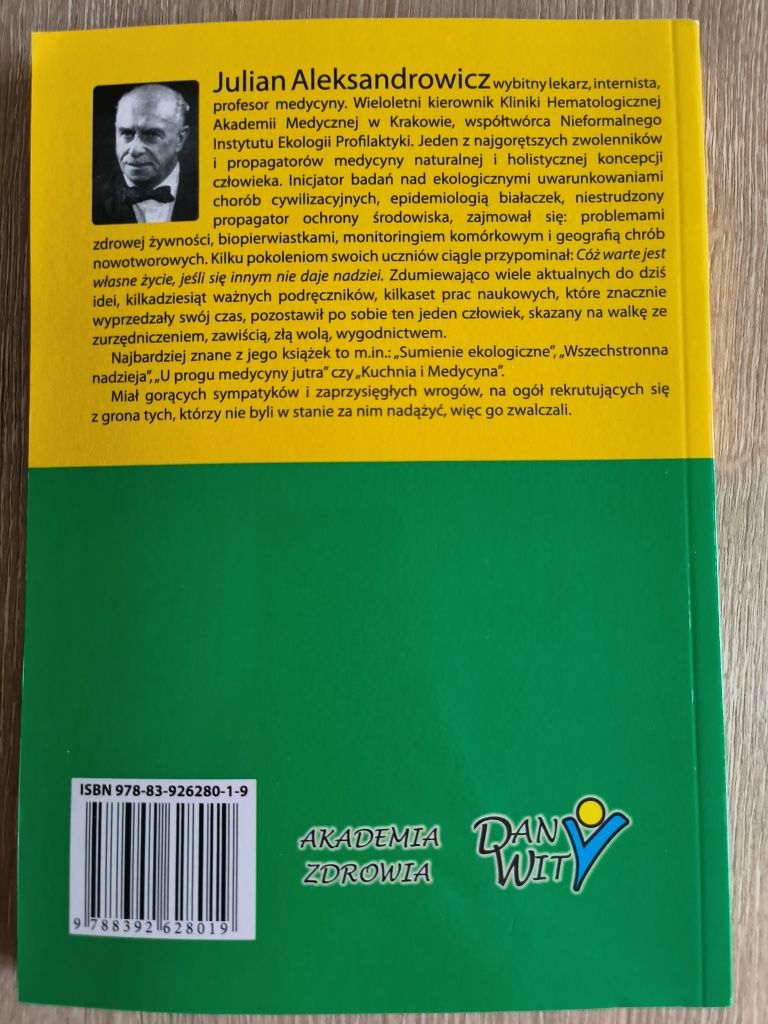 Julian Aleksandrowicz wybitny lekarz, internista,
profesor medycyny. Wieloletni kierownik Kliniki Hematologicznej
Akademii Medycznej w Krakowie, współtwórca Nieformalnego
Instytutu Ekologii Profilaktyki. Jeden z najgorętszych zwolenników
i propagatorów medycyny naturalnej i holistycznej koncepcji
człowieka. Inicjator badań nad ekologicznymi uwarunkowaniami
chorób cywilizacyjnych, epidemiologią białaczek, niestrudzony
propagator ochrony środowiska, zajmował się: problemami
zdrowej żywności, biopierwiastkami, monitoringiem komórkowym i geografią chrób
nowotworowych. Kilku pokoleniom swoich uczniów ciągle przypominał: Cóż warte jest
własne życie, jeśli się innym nie daje nadziei. Zdumiewająco wiele aktualnych do dziś
idei, kilkadziesiąt ważnych podręczników, kilkaset prac naukowych, które znacznie
wyprzedzały swój czas, pozostawił po sobie ten jeden człowiek, skazany na walkę ze
zurzędniczeniem, zawiścią, złą wolą, wygodnictwem.
Najbardziej znane z jego książek to m.in.: „Sumienie ekologiczne”, „Wszechstronna
nadzieja”, „U progu medycyny jutra” czy „Kuchnia i Medycyna”.
Miał gorących sympatyków i zaprzysięgłych wrogów, na ogół rekrutujących się
z grona tych, którzy nie byli w stanie za nim nadążyć, więc go zwalczali.
ISBN 978-83-926280-1-9
9 788392 628019
AKADEMIA
ZDROWIA
DAN
WIT